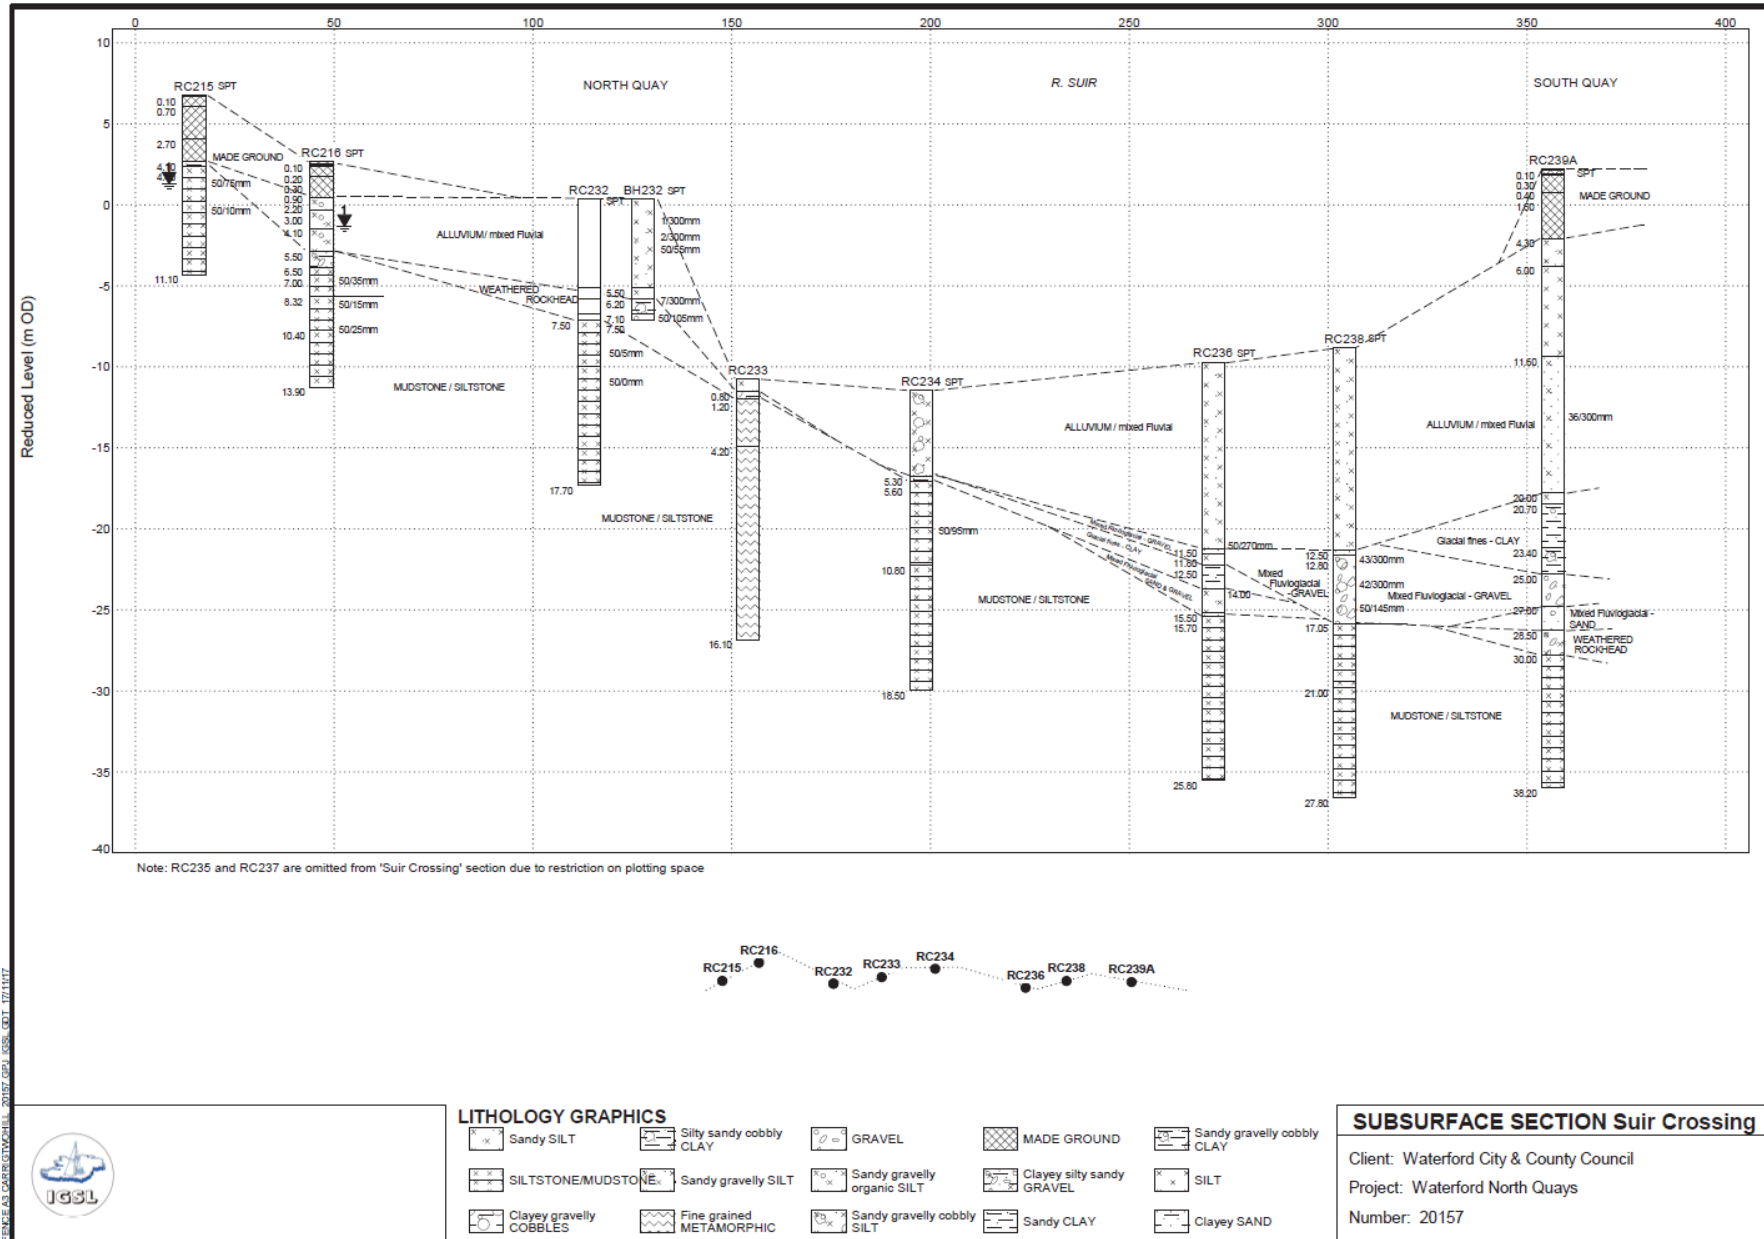 0 50 100 150 200 250 300 350 400
10
5
0
-5
-10
-15
-20
-25
-30
-35
-40
Reduced Level (m OD)
NORTH QUAY
R. SUIR
SOUTH QUAY
RC215 SPT
0.10
0.70
2.70
50/75mm
50/10mm
11.10
MADE GROUND
RC216 SPT
0.10
0.20
0.30
0.90
2.20
3.00
4.10
5.50
6.50
7.00
8.32
10.40
13.90
50/35mm
50/15mm
50/25mm
1
ALLUVIUM / mixed Fluvial
WEATHERED
ROCKHEAD
MUDSTONE / SILTSTONE
RC232
SPT
5.50
6.20
7.10
7.50
7.50
50/5mm
50/0mm
17.70
BH232 SPT
1/300mm
2/300mm
50/55mm
7/300mm
50/105mm
MUDSTONE / SILTSTONE
RC233
0.80
1.20
4.20
16.10
RC234 SPT
5.30
5.60
50/95mm
10.80
18.50
MUDSTONE / SILTSTONE
ALLUVIUM / mixed Fluvial
Mixed Fluvioglacial - GRAVEL
Glacial fines - CLAY
Mixed Fluvioglacial
SAND & GRAVEL
RC236 SPT
11.50
11.80
12.50
14.00
15.50
15.70
25.80
50/270mm
Mixed
Fluvioglacial
-GRAVEL
RC238 SPT
12.50
12.80
17.05
21.00
27.80
43/300mm
42/300mm
50/145mm
ALLUVIUM / mixed Fluvial
Glacial fines - CLAY
Mixed Fluvioglacial - GRAVEL
MUDSTONE / SILTSTONE
RC239A
SPT
0.10
0.30
0.40
1.60
4.30
6.00
11.60
20.00
20.70
23.40
25.00
27.00
28.50
30.00
38.20
MADE GROUND
36/300mm
Mixed Fluvioglacial -
SAND
WEATHERED
ROCKHEAD
Note: RC235 and RC237 are omitted from 'Suir Crossing' section due to restriction on plotting space
RC215
RC216
RC232
RC233
RC234
RC236
RC238
RC239A
IGSL
LITHOLOGY GRAPHICS
Sandy SILT
Silty sandy cobbly
CLAY
GRAVEL
MADE GROUND
Sandy gravelly cobbly
CLAY
SILTSTONE/MUDSTONE
Sandy gravelly SILT
Sandy gravelly
organic SILT
Clayey silty sandy
GRAVEL
SILT
Clayey gravelly
COBBLES
Fine grained
METAMORPHIC
Sandy gravelly cobbly
SILT
Sandy CLAY
Clayey SAND
SUBSURFACE SECTION Suir Crossing
Client: Waterford City & County Council
Project: Waterford North Quays
Number: 20157